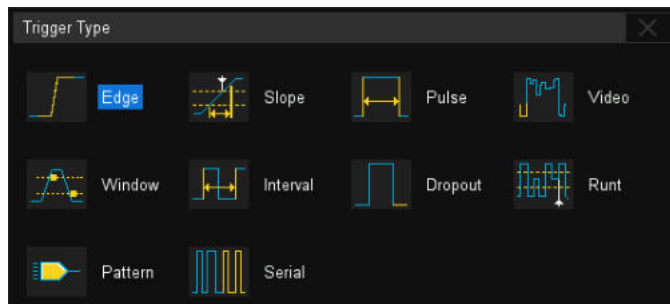 Trigger Type
Edge Slope Pulse Video
Window Interval Dropout Runt
Pattern Serial